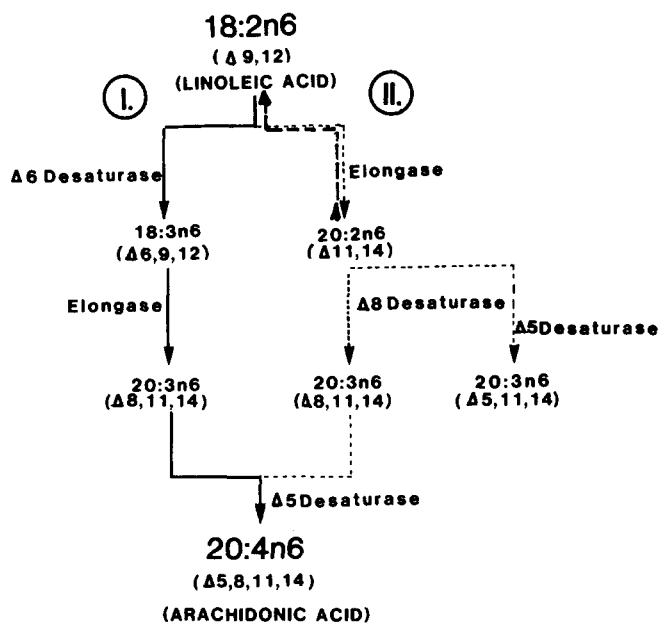 18:2n6
(Δ9,12)
(LINOLEIC ACID)
I.
II.
Δ6 Desaturase
Elongase
18:3n6
(Δ6,9,12)
20:2n6
(Δ11,14)
Elongase
Δ8 Desaturase
Δ5Desaturase
20:3n6
(Δ8,11,14)
20:3n6
(Δ8,11,14)
20:3n6
(Δ5,11,14)
Δ5Desaturase
20:4n6
(Δ5,8,11,14)
(ARACHIDONIC ACID)